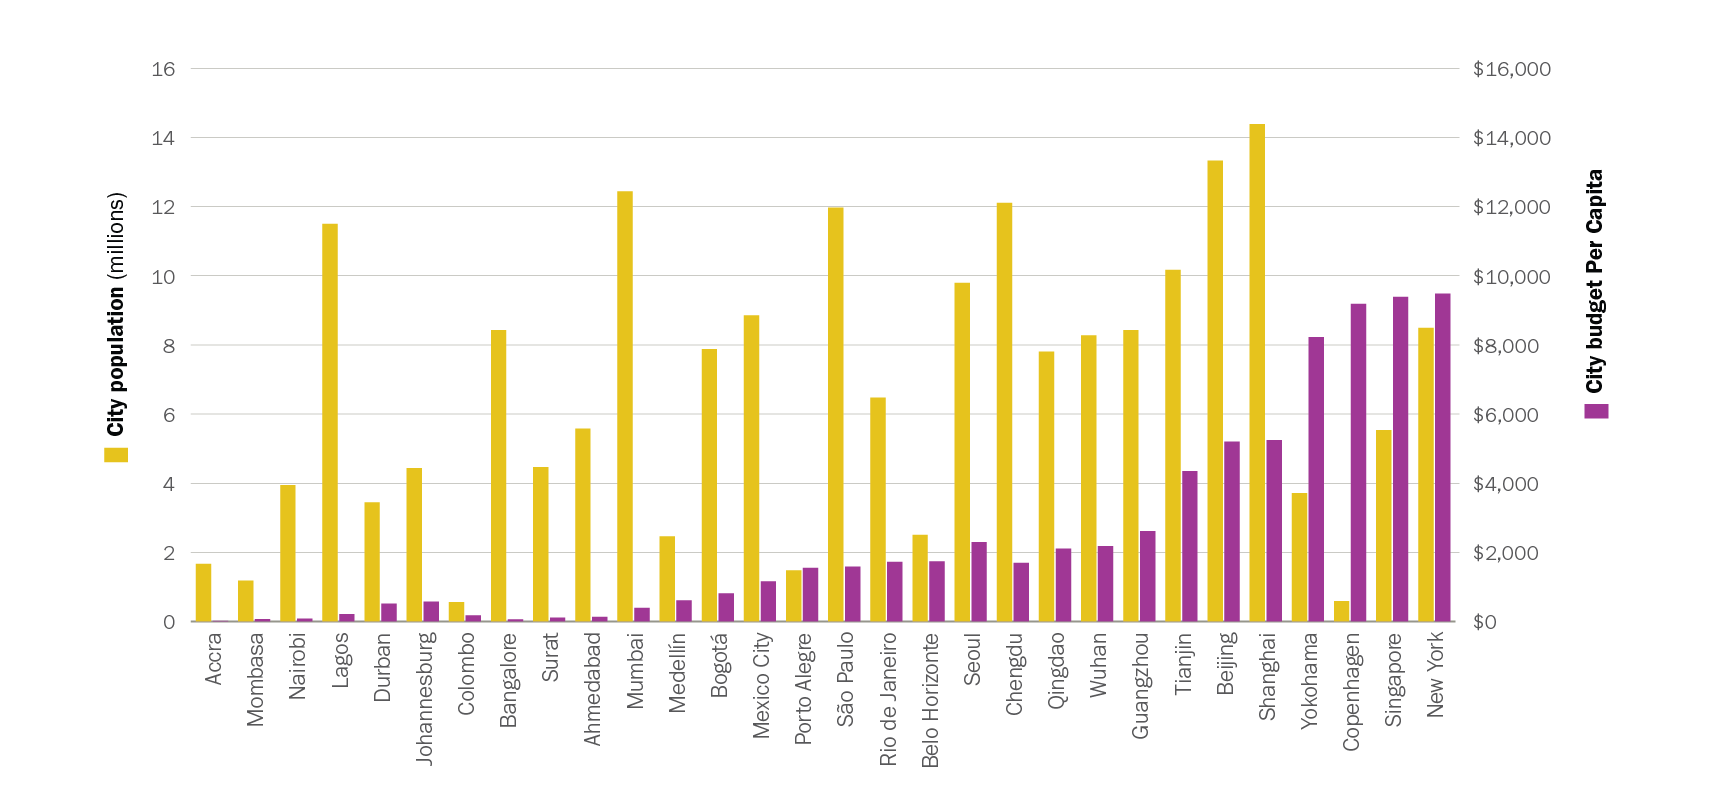 16
14
12
10
8
6
4
2
0
City population (millions)
$16,000
$14,000
$12,000
$10,000
$8,000
$6,000
$4,000
$2,000
$0
City budget Per Capita
Accra
Mombasa
Nairobi
Lagos
Durban
Johannesburg
Colombo
Bangalore
Surat
Ahmedabad
Mumbai
Medellín
Bogotá
Mexico City
Porto Alegre
São Paulo
Rio de Janeiro
Belo Horizonte
Seoul
Chengdu
Qingdao
Wuhan
Guangzhou
Tianjin
Beijing
Shanghai
Yokohama
Copenhagen
Singapore
New York